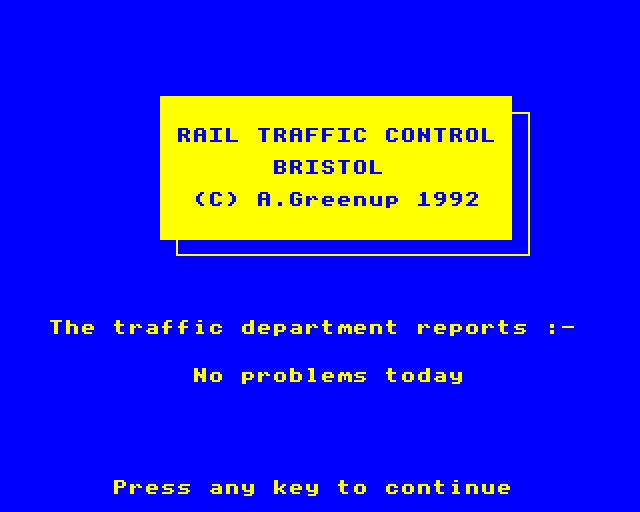 RAIL TRAFFIC CONTROL
BRISTOL
(C) A.Greenup 1992
The traffic department reports :-
No problems today
Press any key to continue